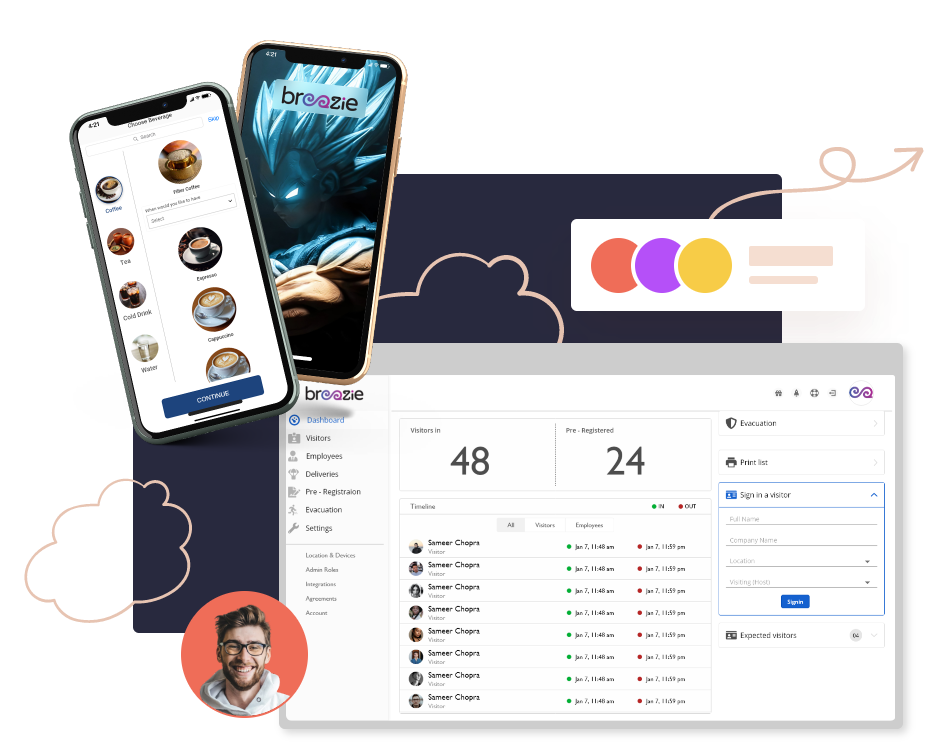 4:21
Choose Beverage
Skip
Search
Coffee
Tea
Cold Drink
Water
Filter Coffee
When would you like to have
Select
Espresso
Cappuccino
CONTINUE
4:21
breezie
breezie
Dashboard
Visitors
Employees
Deliveries
Pre - Registraion
Evacuation
Settings
Location & Devices
Admin Roles
Integrations
Agreements
Account
Visitors in
48
Pre - Registered
24
Timeline
IN
OUT
All
Visitors
Employees
Sameer Chopra
Visitor
Jan 7, 11:48 am
Jan 7, 11:59 pm
Sameer Chopra
Visitor
Jan 7, 11:48 am
Jan 7, 11:59 pm
Sameer Chopra
Visitor
Jan 7, 11:48 am
Jan 7, 11:59 pm
Sameer Chopra
Visitor
Jan 7, 11:48 am
Jan 7, 11:59 pm
Sameer Chopra
Visitor
Jan 7, 11:48 am
Jan 7, 11:59 pm
Sameer Chopra
Visitor
Jan 7, 11:48 am
Jan 7, 11:59 pm
Sameer Chopra
Visitor
Jan 7, 11:48 am
Jan 7, 11:59 pm
Sameer Chopra
Visitor
Jan 7, 11:48 am
Jan 7, 11:59 pm
Evacuation
Print list
Sign in a visitor
Full Name
Company Name
Location
Visiting (Host)
Signin
Expected visitors
04